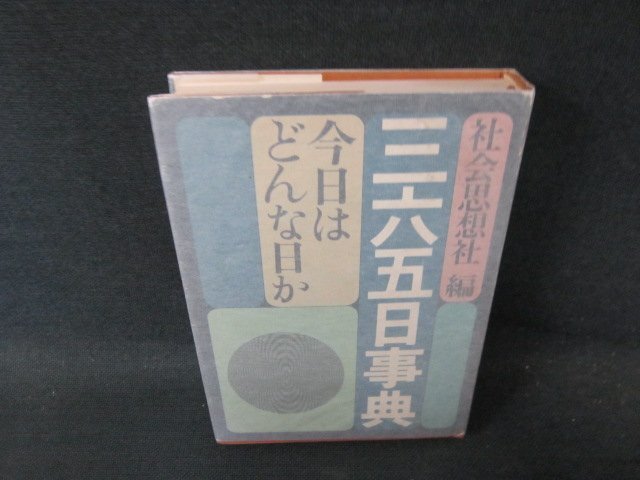 社会思想社 編
三六五日事典
今日は
どんな日か